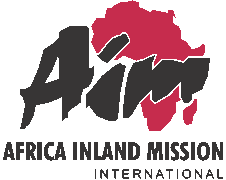 Aim
AFRICA INLAND MISSION
INTERNATIONAL